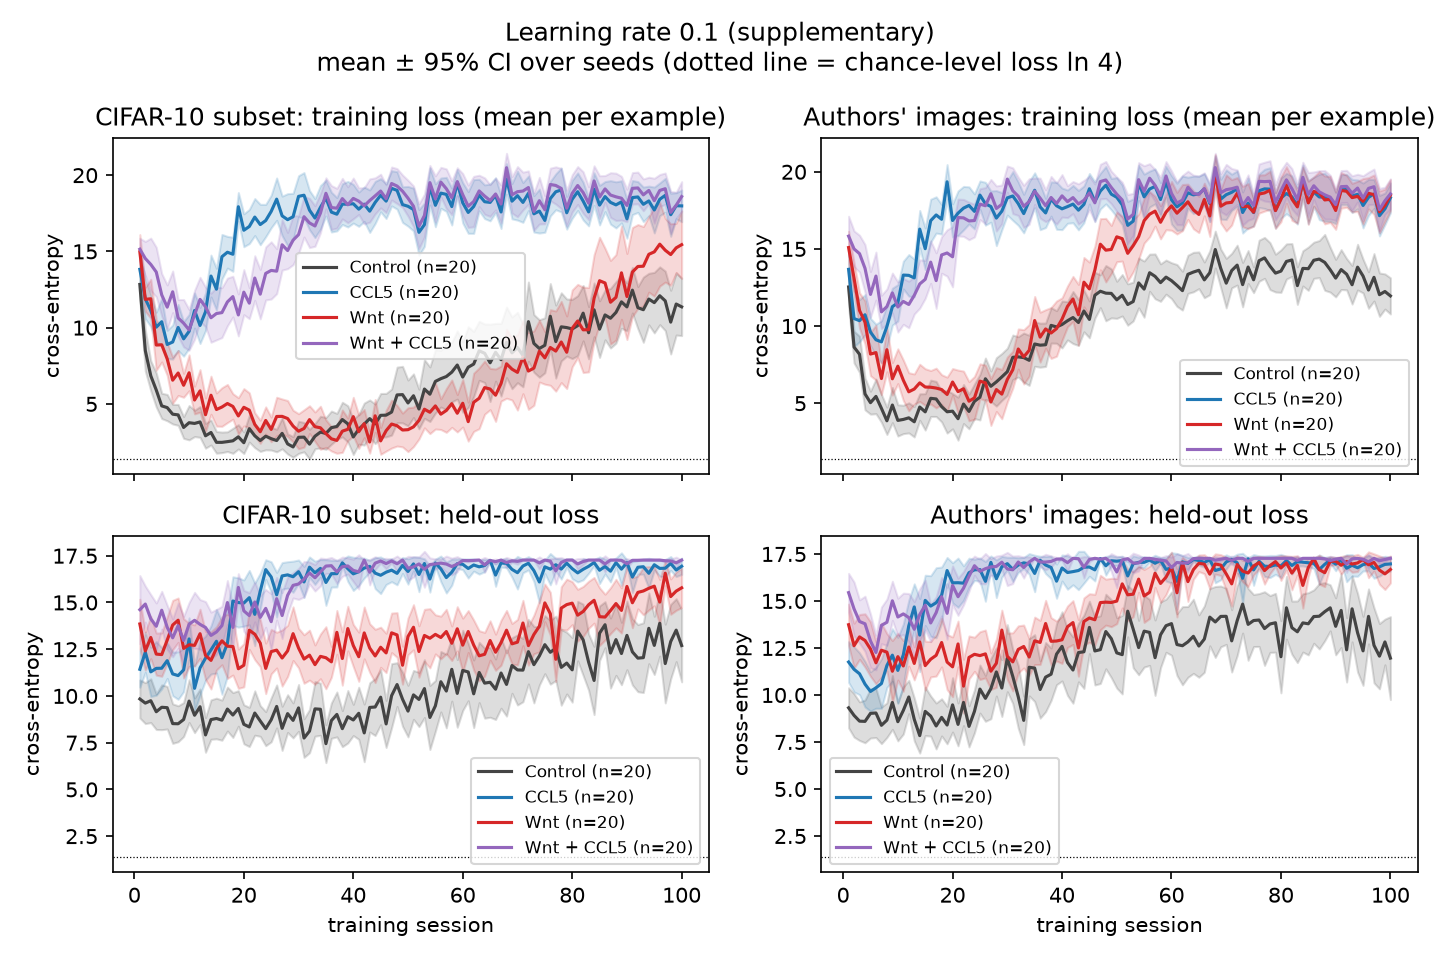 Learning rate 0.1 (supplementary)
mean ± 95% CI over seeds (dotted line = chance-level loss ln 4)
CIFAR-10 subset: training loss (mean per example)
cross-entropy
20
15
10
5
Control (n=20)
CCL5 (n=20)
Wnt (n=20)
Wnt + CCL5 (n=20)
Authors' images: training loss (mean per example)
cross-entropy
20
15
10
5
Control (n=20)
CCL5 (n=20)
Wnt (n=20)
Wnt + CCL5 (n=20)
CIFAR-10 subset: held-out loss
cross-entropy
17.5
15.0
12.5
10.0
7.5
5.0
2.5
Control (n=20)
CCL5 (n=20)
Wnt (n=20)
Wnt + CCL5 (n=20)
0 20 40 60 80 100
training session
Authors' images: held-out loss
cross-entropy
17.5
15.0
12.5
10.0
7.5
5.0
2.5
Control (n=20)
CCL5 (n=20)
Wnt (n=20)
Wnt + CCL5 (n=20)
0 20 40 60 80 100
training session